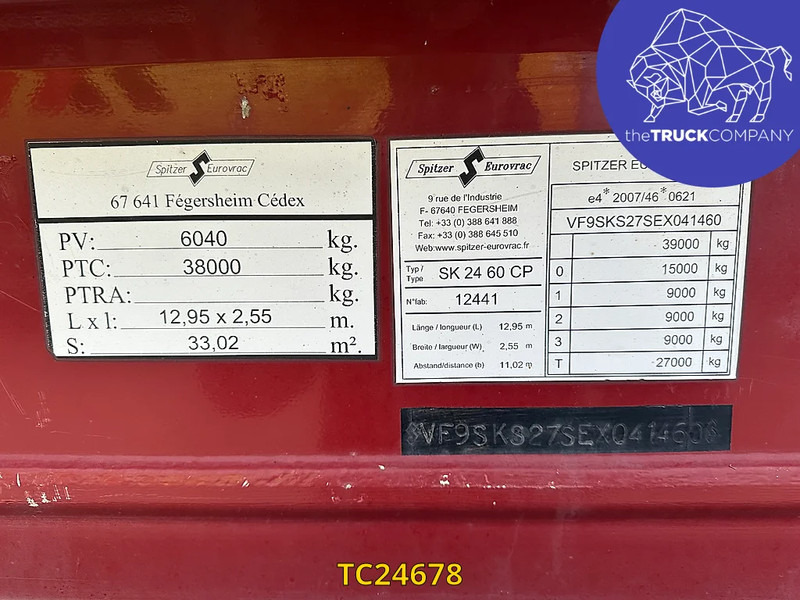 theTRUCKCOMPANY
Spitzer S Eurovrac
67 641 Fégersheim Cédex
PV: 6040 kg.
PTC: 38000 kg.
PTRA: kg.
L x l: 12,95 x 2,55 m.
S: 33,02 m².
Spitzer S Eurovrac
9 rue de l'Industrie
F- 67640 FEGERSHEIM
Tel: +33 (0) 388 641 888
Fax: +33 (0) 388 645 510
Web:www.spitzer-eurovrac.fr
Typ / Type SK 24 60 CP
N°fab: 12441
Länge / longueur (L) 12,95 m
Breite / largueur (W) 2,55 m
Abstand/distance (b) 11,02 m
SPITZER
e4* 2007/46* 0621
VF9SKS27SEX041460
39000 kg
0 15000 kg
1 9000 kg
2 9000 kg
3 9000 kg
T 27000 kg
VF9SKS27SEX041460
TC24678